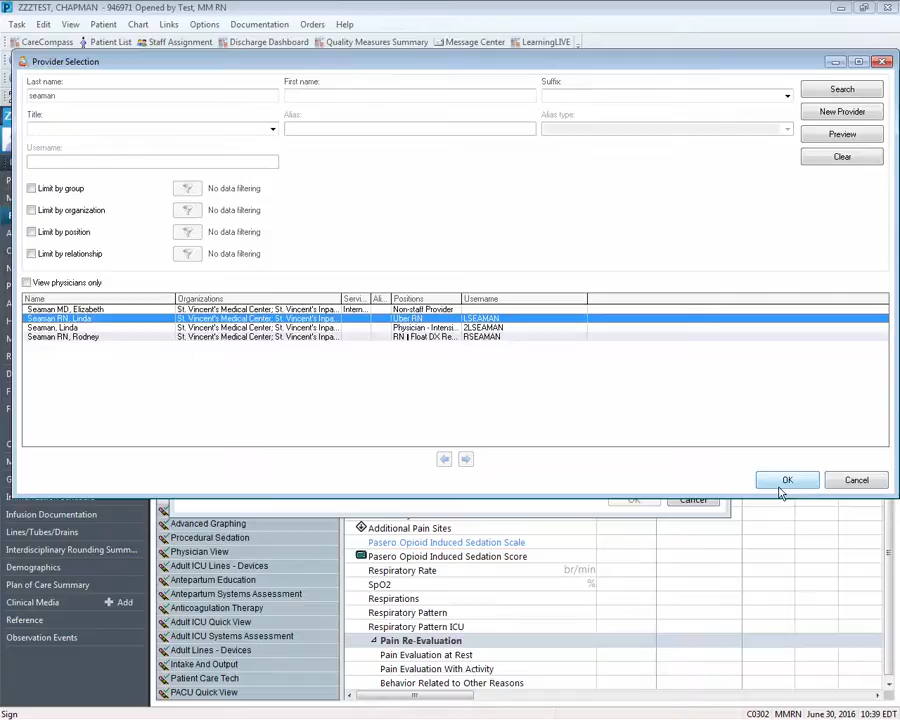 ZZZTEST, CHAPMAN - 946971 Opened by Test, MM RN
Task Edit View Patient Chart Links Options Documentation Orders Help
CareCompass Patient List Staff Assignment Discharge Dashboard Quality Measures Summary Message Center LearningLIVE
Provider Selection
Last name: First name: Suffix:
seaman
Search
Title: Alias: Alias type:
New Provider
Preview
Username:
Clear
Limit by group No data filtering
Limit by organization No data filtering
Limit by position No data filtering
Limit by relationship No data filtering
View physicians only
Name Organizations Servi... Ali... Positions Username
Seaman MD, Elizabeth St. Vincent's Medical Center; St. Vincent's Inpa... Intern... Non-staff Provider
Seaman RN, Linda St. Vincent's Medical Center; St. Vincent's Inpa... Uber RN LSEAMAN
Seaman, Linda St. Vincent's Medical Center; St. Vincent's Inpa... Physician - Intensi... 2LSEAMAN
Seaman RN, Rodney St. Vincent's Medical Center; St. Vincent's Inpa... RN | Float DX Re... RSEAMAN
OK Cancel
OK Cancel
Infusion Documentation
Lines/Tubes/Drains
Interdisciplinary Rounding Summ...
Demographics
Plan of Care Summary
Clinical Media + Add
Reference
Observation Events
Advanced Graphing
Procedural Sedation
Physician View
Adult ICU Lines - Devices
Antepartum Education
Antepartum Systems Assessment
Anticoagulation Therapy
Adult ICU Quick View
Adult ICU Systems Assessment
Adult Lines - Devices
Intake And Output
Patient Care Tech
PACU Quick View
Additional Pain Sites
Pasero Opioid Induced Sedation Scale
Pasero Opioid Induced Sedation Score
Respiratory Rate br/min
SpO2 %
Respirations
Respiratory Pattern
Respiratory Pattern ICU
Pain Re-Evaluation
Pain Evaluation at Rest
Pain Evaluation With Activity
Behavior Related to Other Reasons
Sign C0302 MMRN June 30, 2016 10:39 EDT